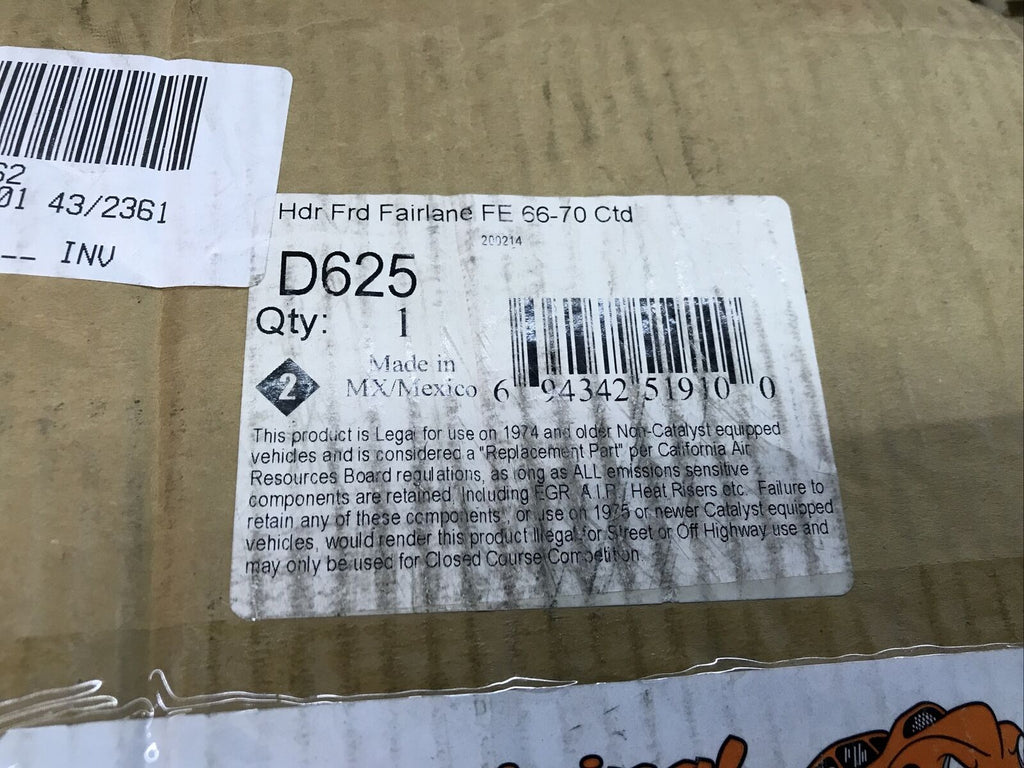 62
01 43/2361
-- INV
Hdr Frd Fairlane FE 66-70 Ctd
200214
D625
Qty: 1
2
Made in
MX/Mexico
6 94342 51910 0
This product is Legal for use on 1974 and older Non-Catalyst equipped
vehicles and is considered a "Replacement Part" per California Air
Resources Board regulations, as long as ALL emissions sensitive
components are retained, Including EGR, A.I.R., Heat Risers etc. Failure to
retain any of these components, or use on 1975 or newer Catalyst equipped
vehicles, would render this product Illegal for Street or Off Highway use and
may only be used for Closed Course Competition.